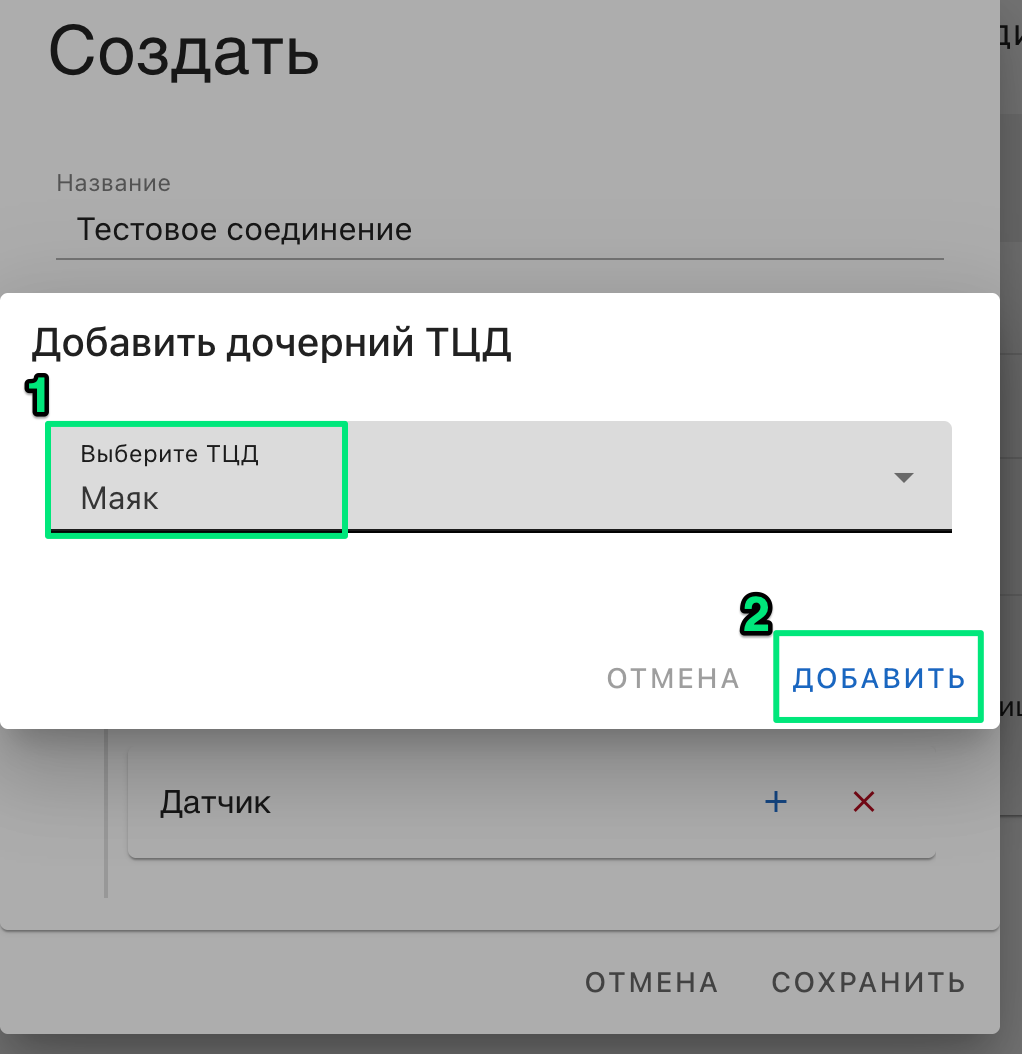 Создать
Название
Тестовое соединение
Добавить дочерний ТЦД
1
Выберите ТЦД
Маяк
2
ОТМЕНА ДОБАВИТЬ
Датчик
ОТМЕНА СОХРАНИТЬ